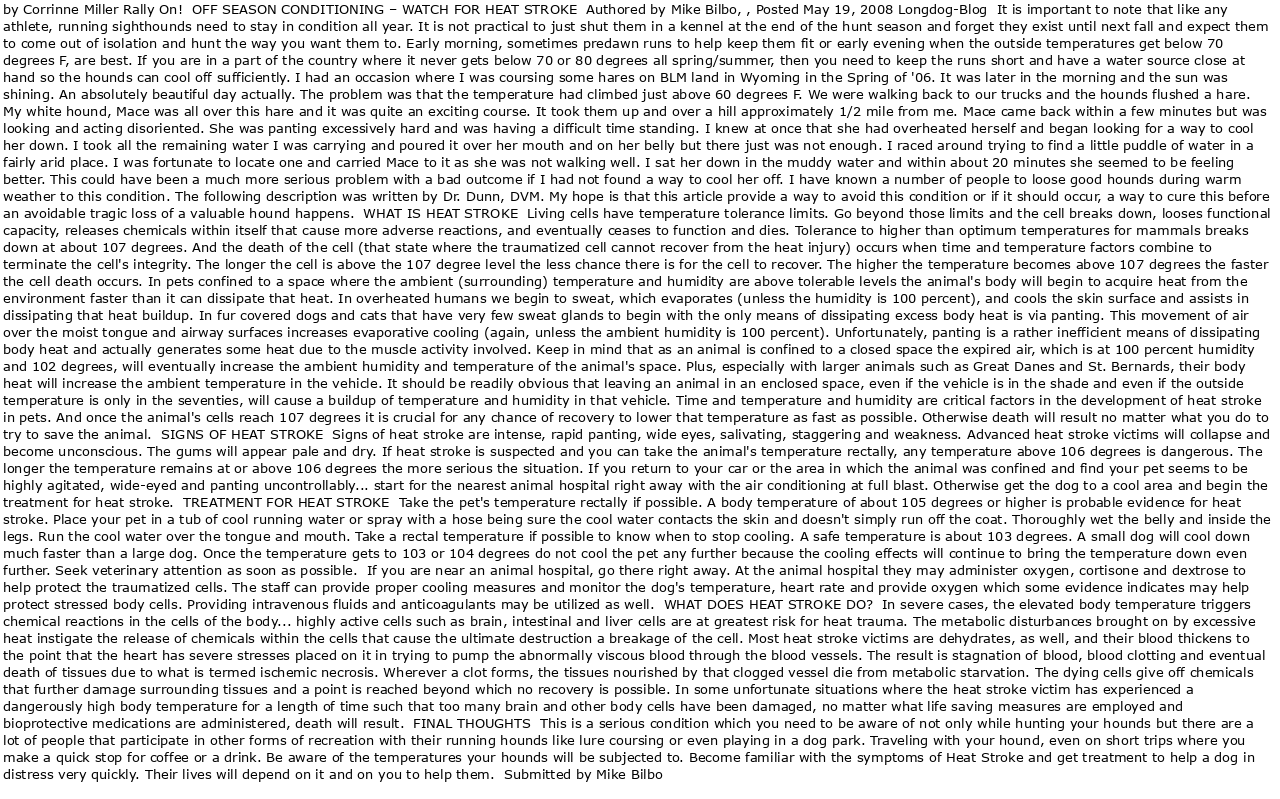 by Corrinne Miller Rally On!  OFF SEASON CONDITIONING – WATCH FOR HEAT STROKE  Authored by Mike Bilbo, , Posted May 19, 2008 Longdog-Blog  It is important to note that like any
athlete, running sighthounds need to stay in condition all year. It is not practical to just shut them in a kennel at the end of the hunt season and forget they exist until next fall and expect them
to come out of isolation and hunt the way you want them to. Early morning, sometimes predawn runs to help keep them fit or early evening when the outside temperatures get below 70
degrees F, are best. If you are in a part of the country where it never gets below 70 or 80 degrees all spring/summer, then you need to keep the runs short and have a water source close at
hand so the hounds can cool off sufficiently. I had an occasion where I was coursing some hares on BLM land in Wyoming in the Spring of '06. It was later in the morning and the sun was
shining. An absolutely beautiful day actually. The problem was that the temperature had climbed just above 60 degrees F. We were walking back to our trucks and the hounds flushed a hare.
My white hound, Mace was all over this hare and it was quite an exciting course. It took them up and over a hill approximately 1/2 mile from me. Mace came back within a few minutes but was
looking and acting disoriented. She was panting excessively hard and was having a difficult time standing. I knew at once that she had overheated herself and began looking for a way to cool
her down. I took all the remaining water I was carrying and poured it over her mouth and on her belly but there just was not enough. I raced around trying to find a little puddle of water in a
fairly arid place. I was fortunate to locate one and carried Mace to it as she was not walking well. I sat her down in the muddy water and within about 20 minutes she seemed to be feeling
better. This could have been a much more serious problem with a bad outcome if I had not found a way to cool her off. I have known a number of people to loose good hounds during warm
weather to this condition. The following description was written by Dr. Dunn, DVM. My hope is that this article provide a way to avoid this condition or if it should occur, a way to cure this before
an avoidable tragic loss of a valuable hound happens.  WHAT IS HEAT STROKE  Living cells have temperature tolerance limits. Go beyond those limits and the cell breaks down, looses functional
capacity, releases chemicals within itself that cause more adverse reactions, and eventually ceases to function and dies. Tolerance to higher than optimum temperatures for mammals breaks
down at about 107 degrees. And the death of the cell (that state where the traumatized cell cannot recover from the heat injury) occurs when time and temperature factors combine to
terminate the cell's integrity. The longer the cell is above the 107 degree level the less chance there is for the cell to recover. The higher the temperature becomes above 107 degrees the faster
the cell death occurs. In pets confined to a space where the ambient (surrounding) temperature and humidity are above tolerable levels the animal's body will begin to acquire heat from the
environment faster than it can dissipate that heat. In overheated humans we begin to sweat, which evaporates (unless the humidity is 100 percent), and cools the skin surface and assists in
dissipating that heat buildup. In fur covered dogs and cats that have very few sweat glands to begin with the only means of dissipating excess body heat is via panting. This movement of air
over the moist tongue and airway surfaces increases evaporative cooling (again, unless the ambient humidity is 100 percent). Unfortunately, panting is a rather inefficient means of dissipating
body heat and actually generates some heat due to the muscle activity involved. Keep in mind that as an animal is confined to a closed space the expired air, which is at 100 percent humidity
and 102 degrees, will eventually increase the ambient humidity and temperature of the animal's space. Plus, especially with larger animals such as Great Danes and St. Bernards, their body
heat will increase the ambient temperature in the vehicle. It should be readily obvious that leaving an animal in an enclosed space, even if the vehicle is in the shade and even if the outside
temperature is only in the seventies, will cause a buildup of temperature and humidity in that vehicle. Time and temperature and humidity are critical factors in the development of heat stroke
in pets. And once the animal's cells reach 107 degrees it is crucial for any chance of recovery to lower that temperature as fast as possible. Otherwise death will result no matter what you do to
try to save the animal.  SIGNS OF HEAT STROKE  Signs of heat stroke are intense, rapid panting, wide eyes, salivating, staggering and weakness. Advanced heat stroke victims will collapse and
become unconscious. The gums will appear pale and dry. If heat stroke is suspected and you can take the animal's temperature rectally, any temperature above 106 degrees is dangerous. The
longer the temperature remains at or above 106 degrees the more serious the situation. If you return to your car or the area in which the animal was confined and find your pet seems to be
highly agitated, wide-eyed and panting uncontrollably... start for the nearest animal hospital right away with the air conditioning at full blast. Otherwise get the dog to a cool area and begin the
treatment for heat stroke.  TREATMENT FOR HEAT STROKE  Take the pet's temperature rectally if possible. A body temperature of about 105 degrees or higher is probable evidence for heat
stroke. Place your pet in a tub of cool running water or spray with a hose being sure the cool water contacts the skin and doesn't simply run off the coat. Thoroughly wet the belly and inside the
legs. Run the cool water over the tongue and mouth. Take a rectal temperature if possible to know when to stop cooling. A safe temperature is about 103 degrees. A small dog will cool down
much faster than a large dog. Once the temperature gets to 103 or 104 degrees do not cool the pet any further because the cooling effects will continue to bring the temperature down even
further. Seek veterinary attention as soon as possible.  If you are near an animal hospital, go there right away. At the animal hospital they may administer oxygen, cortisone and dextrose to
help protect the traumatized cells. The staff can provide proper cooling measures and monitor the dog's temperature, heart rate and provide oxygen which some evidence indicates may help
protect stressed body cells. Providing intravenous fluids and anticoagulants may be utilized as well.  WHAT DOES HEAT STROKE DO?  In severe cases, the elevated body temperature triggers
chemical reactions in the cells of the body... highly active cells such as brain, intestinal and liver cells are at greatest risk for heat trauma. The metabolic disturbances brought on by excessive
heat instigate the release of chemicals within the cells that cause the ultimate destruction a breakage of the cell. Most heat stroke victims are dehydrates, as well, and their blood thickens to
the point that the heart has severe stresses placed on it in trying to pump the abnormally viscous blood through the blood vessels. The result is stagnation of blood, blood clotting and eventual
death of tissues due to what is termed ischemic necrosis. Wherever a clot forms, the tissues nourished by that clogged vessel die from metabolic starvation. The dying cells give off chemicals
that further damage surrounding tissues and a point is reached beyond which no recovery is possible. In some unfortunate situations where the heat stroke victim has experienced a
dangerously high body temperature for a length of time such that too many brain and other body cells have been damaged, no matter what life saving measures are employed and
bioprotective medications are administered, death will result.  FINAL THOUGHTS  This is a serious condition which you need to be aware of not only while hunting your hounds but there are a
lot of people that participate in other forms of recreation with their running hounds like lure coursing or even playing in a dog park. Traveling with your hound, even on short trips where you
make a quick stop for coffee or a drink. Be aware of the temperatures your hounds will be subjected to. Become familiar with the symptoms of Heat Stroke and get treatment to help a dog in
distress very quickly. Their lives will depend on it and on you to help them.  Submitted by Mike Bilbo